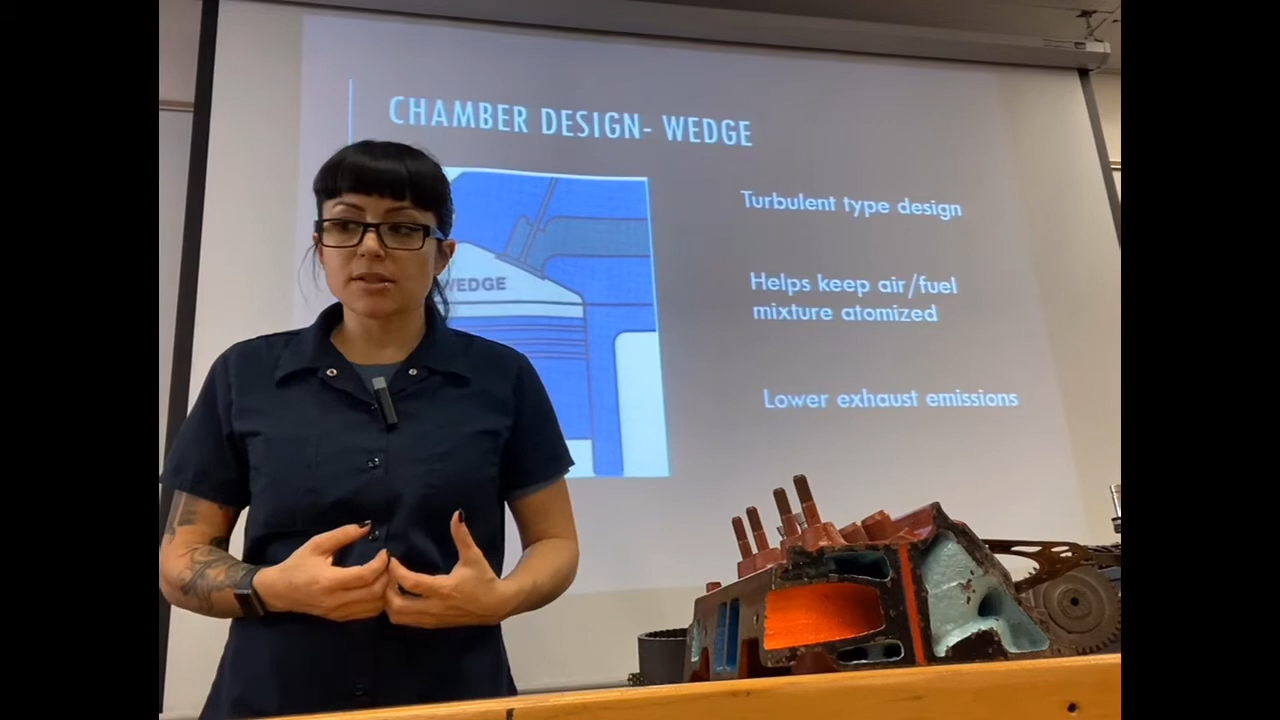 CHAMBER DESIGN- WEDGE
WEDGE
Turbulent type design
Helps keep air/fuel
mixture atomized
Lower exhaust emissions